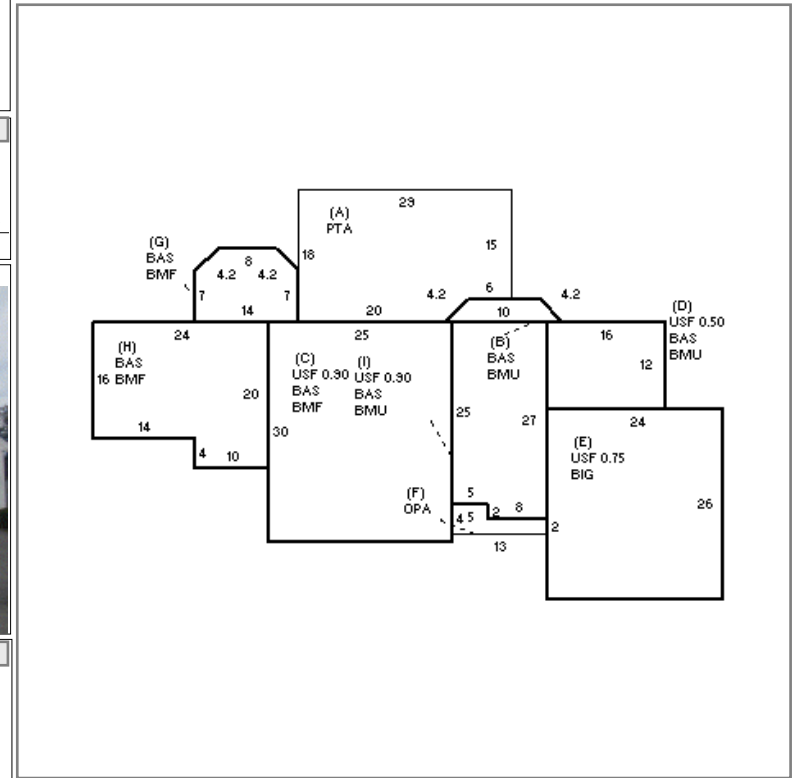 29
(A)
PTA
18
15
(G)
BAS
BMF
8
4.2 4.2
7
7
14
20
4.2
6
4.2
10
24
25
16
(D)
USF 0.50
BAS
BMU
12
(H)
BAS
BMF
16
20
14
4
10
(C)
USF 0.90
BAS
BMF
(I)
USF 0.90
BAS
BMU
30
(B)
BAS
BMU
25
27
24
(E)
USF 0.75
BIG
26
(F)
OPA
5
2
8
4
5
2
13